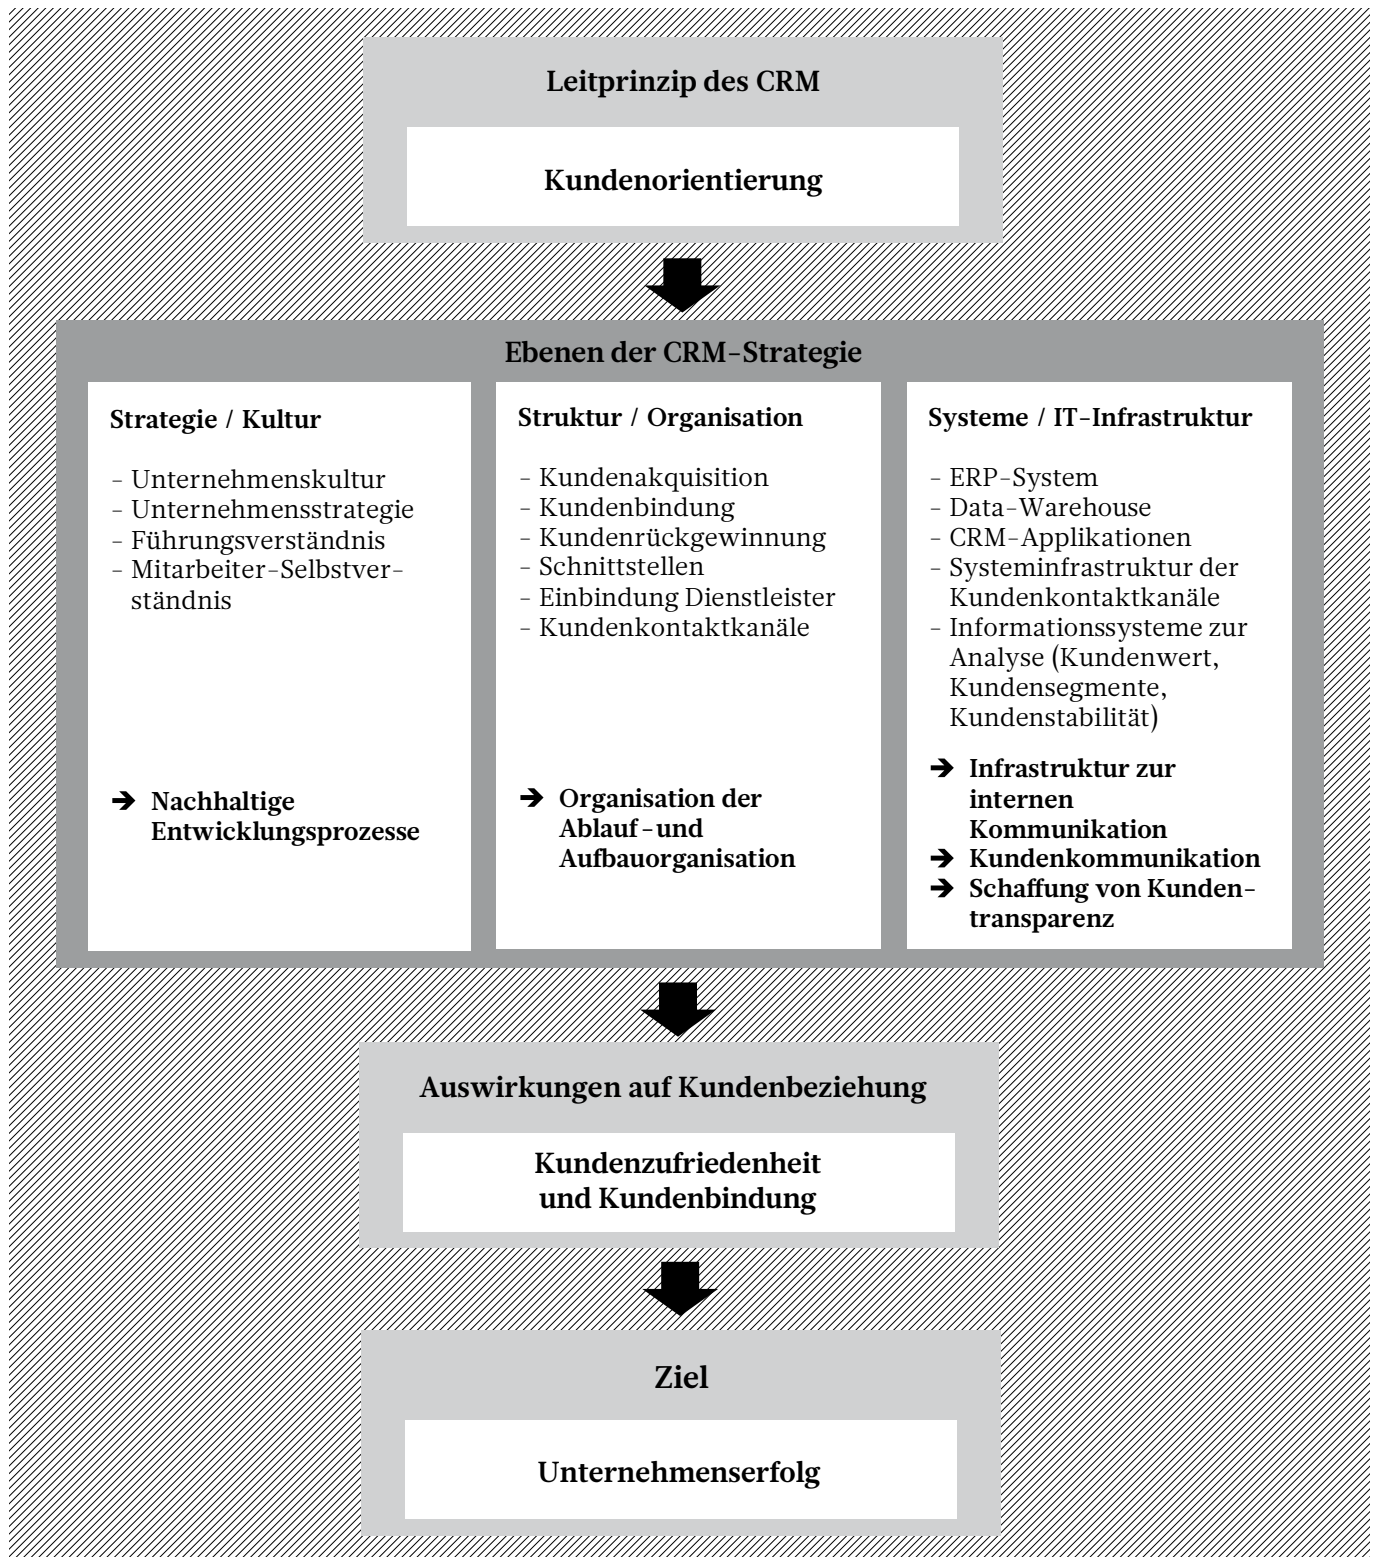 Leitprinzip des CRM
Kundenorientierung
Ebenen der CRM-Strategie
Strategie / Kultur
- Unternehmenskultur
- Unternehmensstrategie
- Führungsverständnis
- Mitarbeiter-Selbstver-
ständnis
➔ Nachhaltige
Entwicklungsprozesse
Struktur / Organisation
- Kundenakquisition
- Kundenbindung
- Kundenrückgewinnung
- Schnittstellen
- Einbindung Dienstleister
- Kundenkontaktkanäle
➔ Organisation der
Ablauf-und
Aufbauorganisation
Systeme / IT-Infrastruktur
- ERP-System
- Data-Warehouse
- CRM-Applikationen
- Systeminfrastruktur der
Kundenkontaktkanäle
- Informationssysteme zur
Analyse (Kundenwert,
Kundensegmente,
Kundenstabilität)
➔ Infrastruktur zur
internen
Kommunikation
➔ Kundenkommunikation
➔ Schaffung von Kunden-
transparenz
Auswirkungen auf Kundenbeziehung
Kundenzufriedenheit
und Kundenbindung
Ziel
Unternehmenserfolg